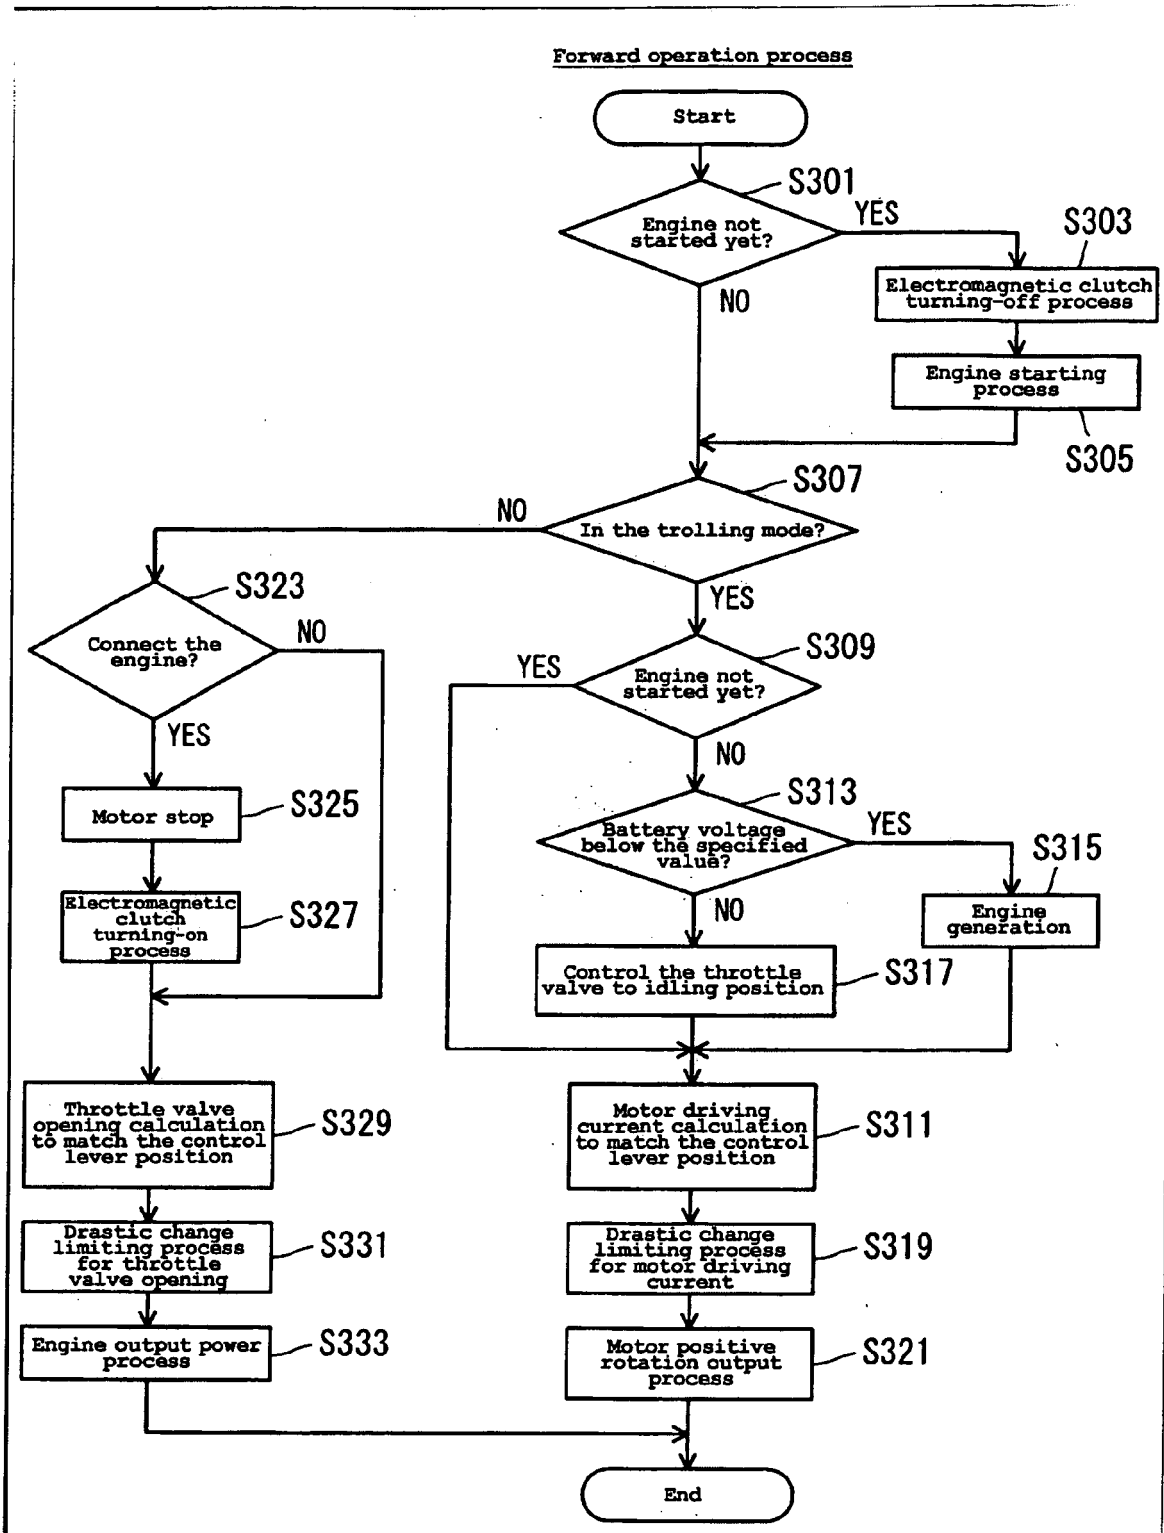 Forward operation process
Start
S301
Engine not
started yet?
YES
NO
S303
Electromagnetic clutch
turning-off process
Engine starting
process
S305
S307
In the trolling mode?
NO
YES
S323
Connect the
engine?
NO
YES
S325
Motor stop
S327
Electromagnetic
clutch
turning-on
process
S309
Engine not
started yet?
YES
NO
S313
Battery voltage
below the specified
value?
YES
NO
S315
Engine
generation
Control the throttle
valve to idling position
S317
Throttle valve
opening calculation
to match the control
lever position
S329
Drastic change
limiting process
for throttle
valve opening
S331
Engine output power
process
S333
Motor driving
current calculation
to match the control
lever position
S311
Drastic change
limiting process
for motor driving
current
S319
Motor positive
rotation output
process
S321
End